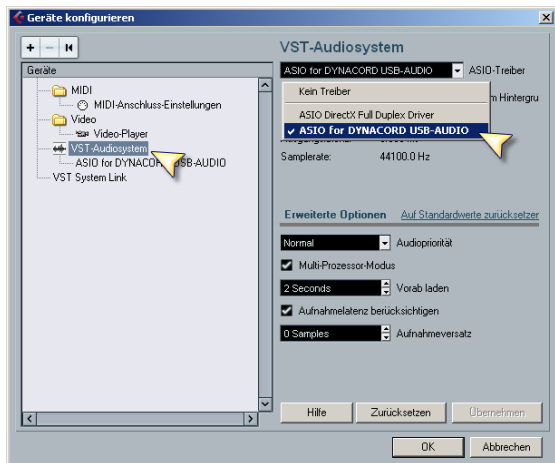 Geräte konfigurieren
Geräte
MIDI
MIDI-Anschluss-Einstellungen
Video
Video-Player
VST-Audiosystem
ASIO for DYNACORD USB-AUDIO
VST System Link
VST-Audiosystem
ASIO for DYNACORD USB-AUDIO ASIO-Treiber
Kein Treiber
ASIO DirectX Full Duplex Driver
ASIO for DYNACORD USB-AUDIO
Samplerate: 44100.0 Hz
Erweiterte Optionen Auf Standardwerte zurücksetzer
Normal Audiopriorität
Multi-Prozessor-Modus
2 Seconds Vorab laden
Aufnahmelatenz berücksichtigen
0 Samples Aufnahmeversatz
Hilfe Zurücksetzen Übernehmen
OK Abbrechen